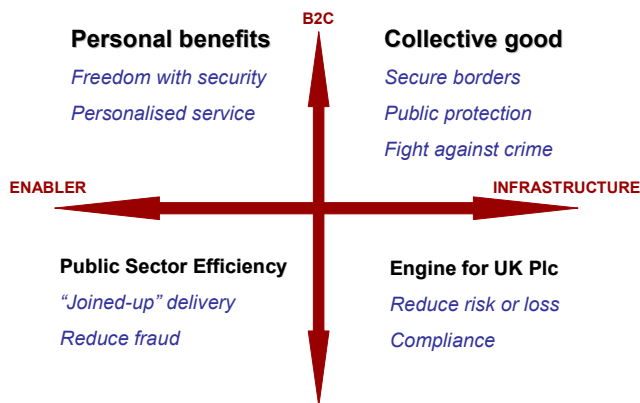 B2C
Personal benefits
Freedom with security
Personalised service
Collective good
Secure borders
Public protection
Fight against crime
ENABLER
INFRASTRUCTURE
Public Sector Efficiency
“Joined-up” delivery
Reduce fraud
Engine for UK Plc
Reduce risk or loss
Compliance